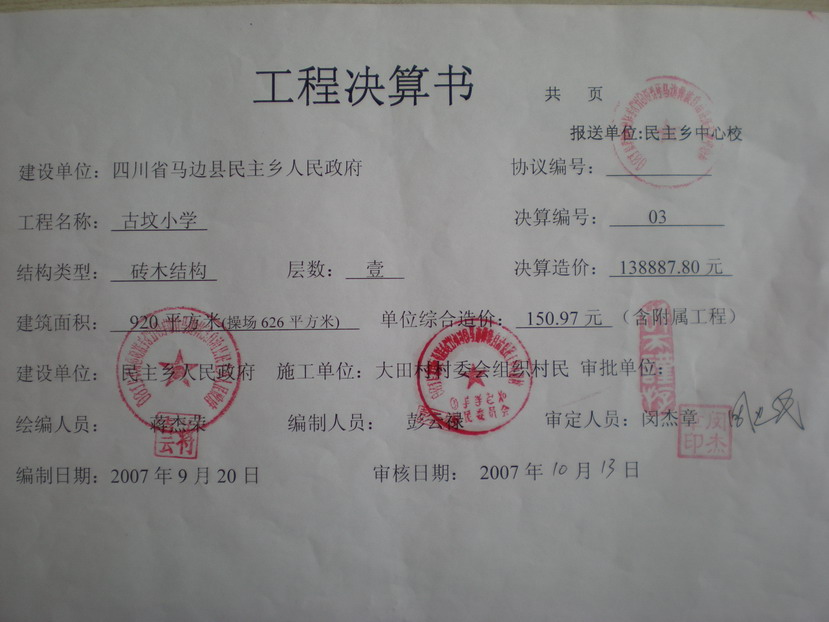 工程决算书
共 页
报送单位:民主乡中心校
建设单位：四川省马边县民主乡人民政府 协议编号：
工程名称：古坟小学 决算编号：03
结构类型：砖木结构 层数：壹 决算造价：138887.80 元
建筑面积：920 平方米(操场 626 平方米) 单位综合造价：150.97 元（含附属工程）
建设单位：民主乡人民政府 施工单位：大田村村委会组织村民 审批单位：
绘编人员：蒋杰荣 编制人员：彭云禄 审定人员：闵杰章
编制日期：2007 年 9 月 20 日 审核日期：2007 年 10 月 13 日